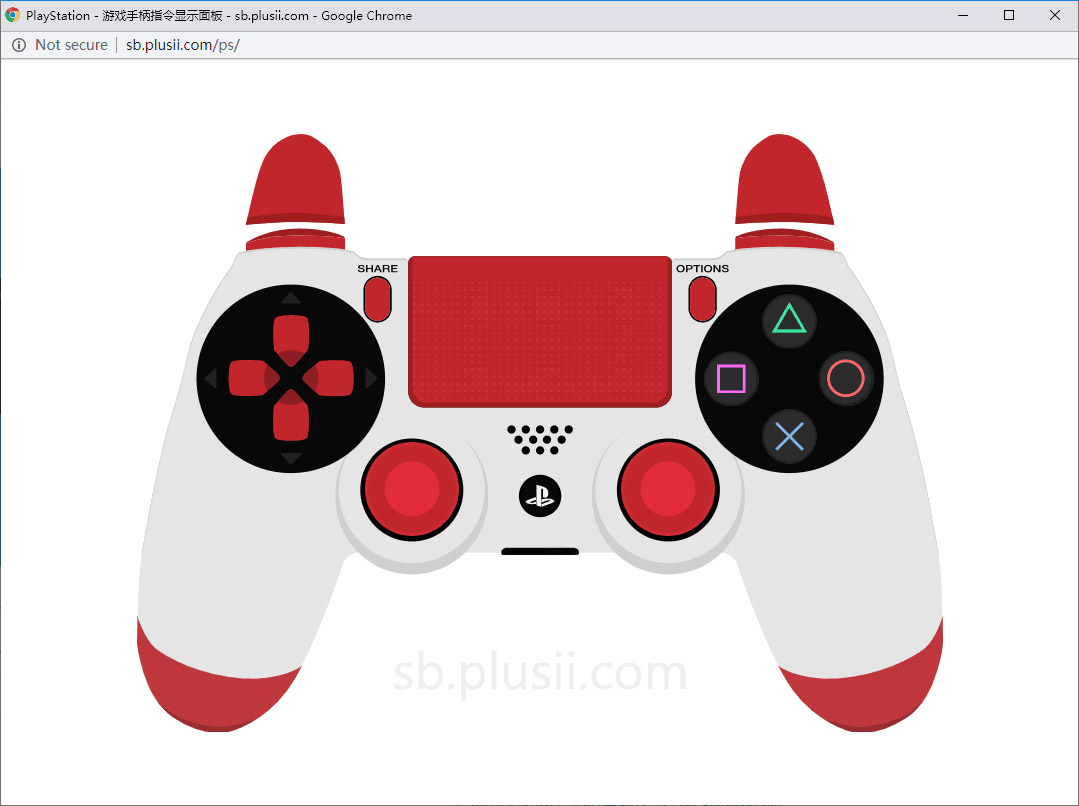 PlayStation - 游戏手柄指令显示面板 - sb.plusii.com - Google Chrome
Not secure | sb.plusii.com/ps/
SHARE
OPTIONS
sb.plusii.com